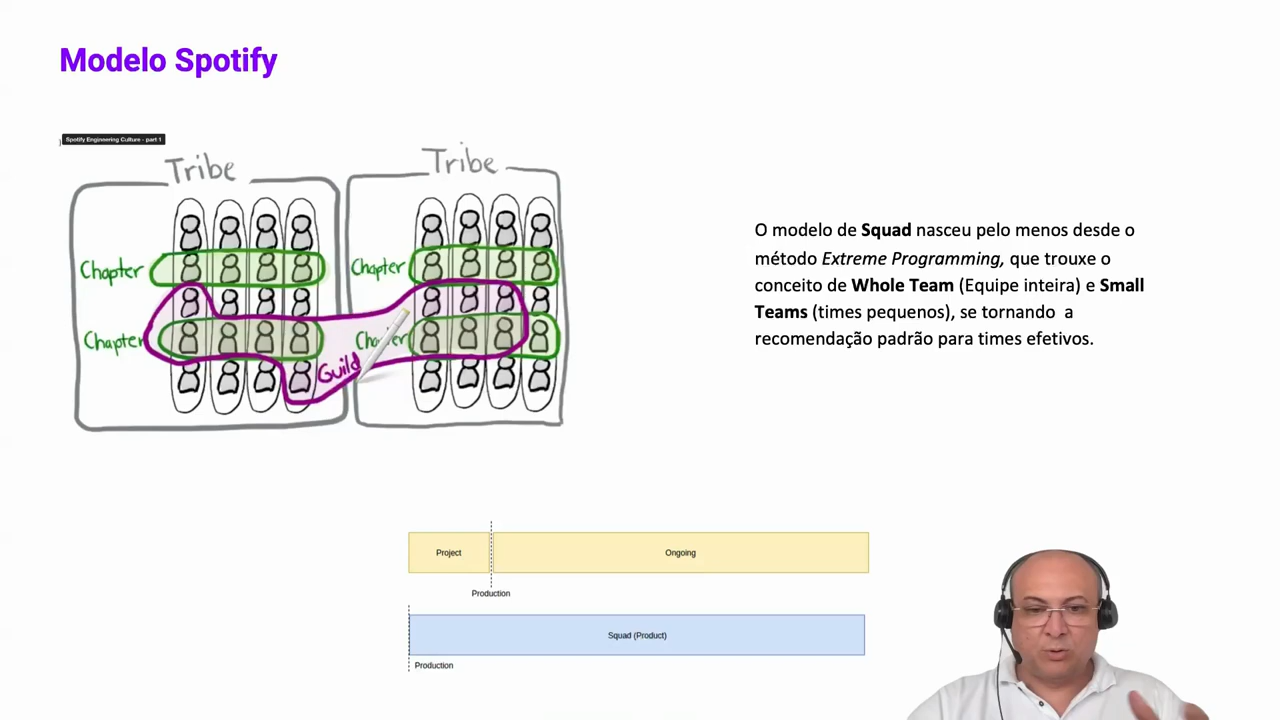 Modelo Spotify
Spotify Engineering Culture - part 1
Tribe
Tribe
Chapter
Chapter
Chapter
Guild
O modelo de Squad nasceu pelo menos desde o
método Extreme Programming, que trouxe o
conceito de Whole Team (Equipe inteira) e Small
Teams (times pequenos), se tornando a
recomendação padrão para times efetivos.
Project
Ongoing
Production
Squad (Product)
Production